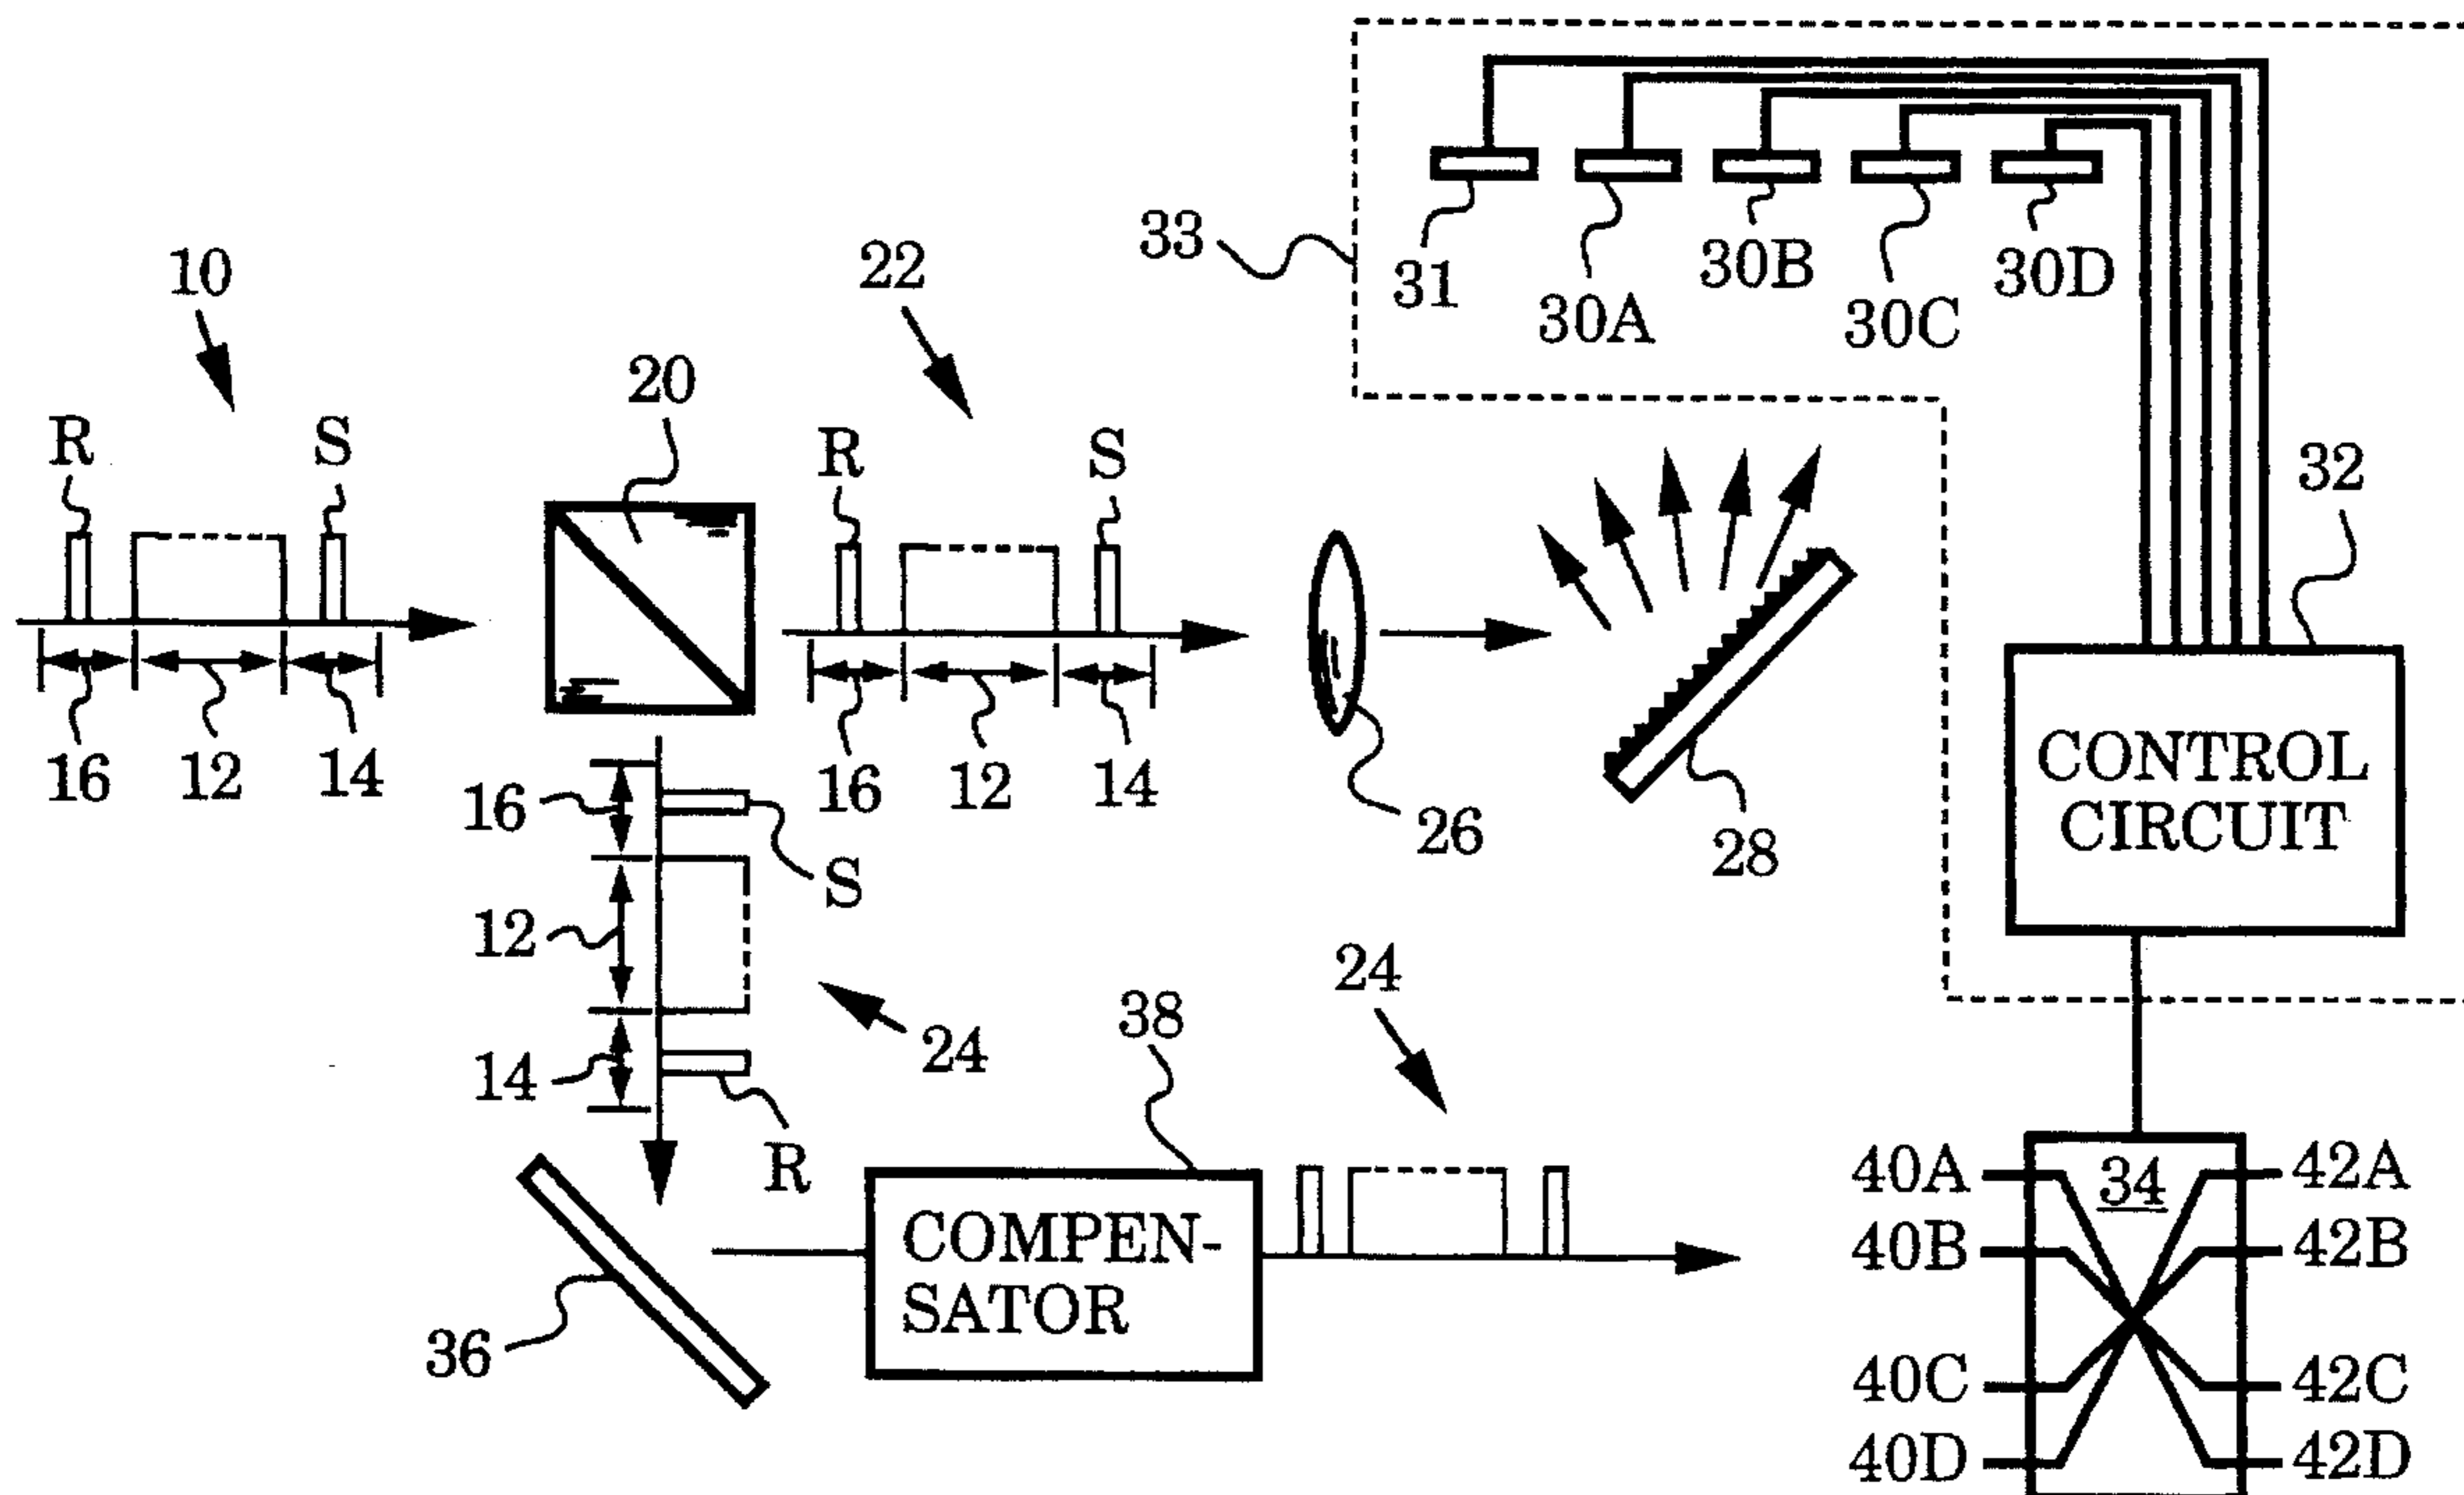 33
31
30A
30B
30C
30D
10
22
20
R
S
R
S
32
16
12
14
16
12
14
26
28
CONTROL
CIRCUIT
16
S
12
24
14
R
38
24
36
COMPEN-
SATOR
34
40A
42A
40B
42B
40C
42C
40D
42D